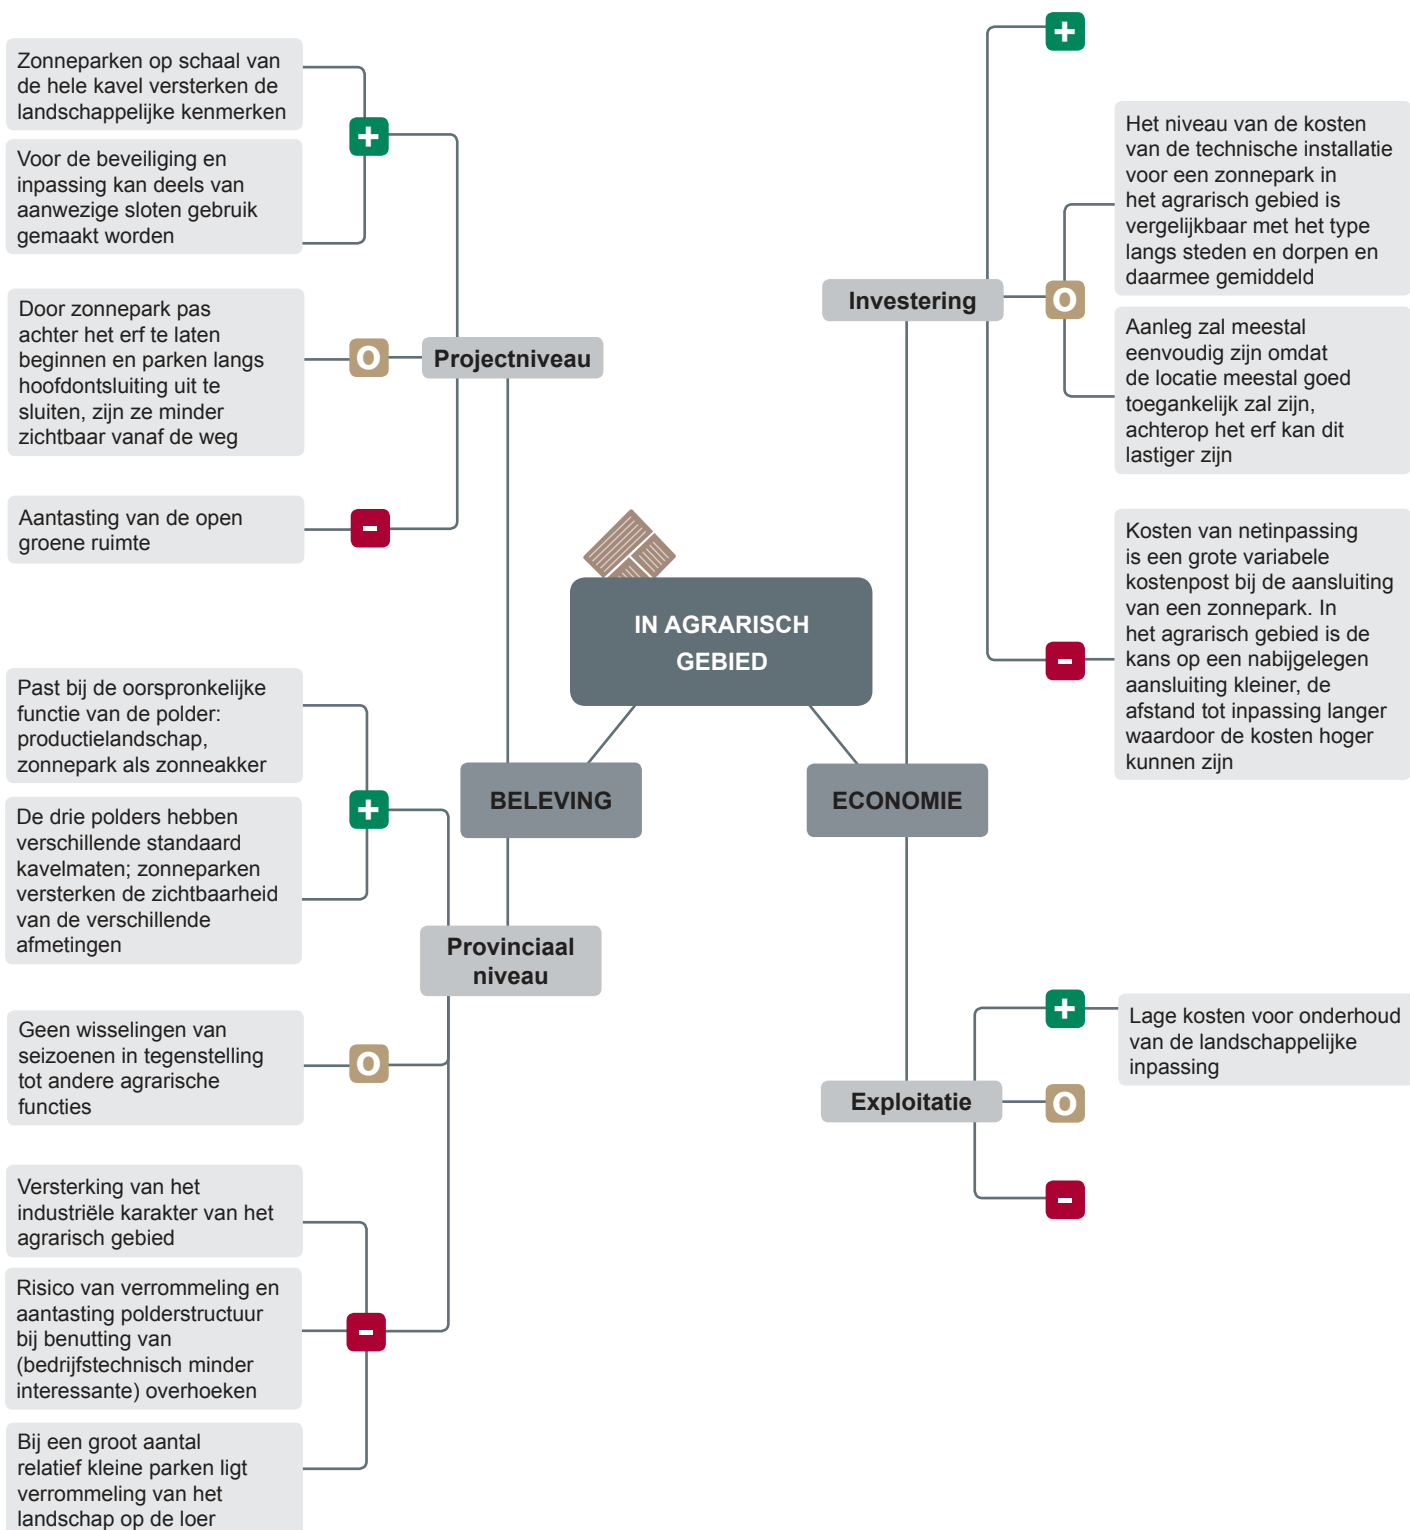 Zonneparken op schaal van
de hele kavel versterken de
landschappelijke kenmerken
+
Voor de beveiliging en
inpassing kan deels van
aanwezige sloten gebruik
gemaakt worden
Door zonnepark pas
achter het erf te laten
beginnen en parken langs
hoofdontsluiting uit te
sluiten, zijn ze minder
zichtbaar vanaf de weg
O
Projectniveau
Aantasting van de open
groene ruimte
-
IN AGRARISCH
GEBIED
BELEVING
ECONOMIE
Past bij de oorspronkelijke
functie van de polder:
productielandschap,
zonnepark als zonneakker
+
De drie polders hebben
verschillende standaard
kavelmaten; zonneparken
versterken de zichtbaarheid
van de verschillende
afmetingen
Provinciaal
niveau
Geen wisselingen van
seizoenen in tegenstelling
tot andere agrarische
functies
O
Versterking van het
industriële karakter van het
agrarisch gebied
Risico van verrommeling en
aantasting polderstructuur
bij benutting van
(bedrijfstechnisch minder
interessante) overhoeken
-
Bij een groot aantal
relatief kleine parken ligt
verrommeling van het
landschap op de loer
+
Investering
O
Het niveau van de kosten
van de technische installatie
voor een zonnepark in
het agrarisch gebied is
vergelijkbaar met het type
langs steden en dorpen en
daarmee gemiddeld
Aanleg zal meestal
eenvoudig zijn omdat
de locatie meestal goed
toegankelijk zal zijn,
achterop het erf kan dit
lastiger zijn
-
Kosten van netinpassing
is een grote variabele
kostenpost bij de aansluiting
van een zonnepark. In
het agrarisch gebied is de
kans op een nabijgelegen
aansluiting kleiner, de
afstand tot inpassing langer
waardoor de kosten hoger
kunnen zijn
+
Lage kosten voor onderhoud
van de landschappelijke
inpassing
Exploitatie
O
-